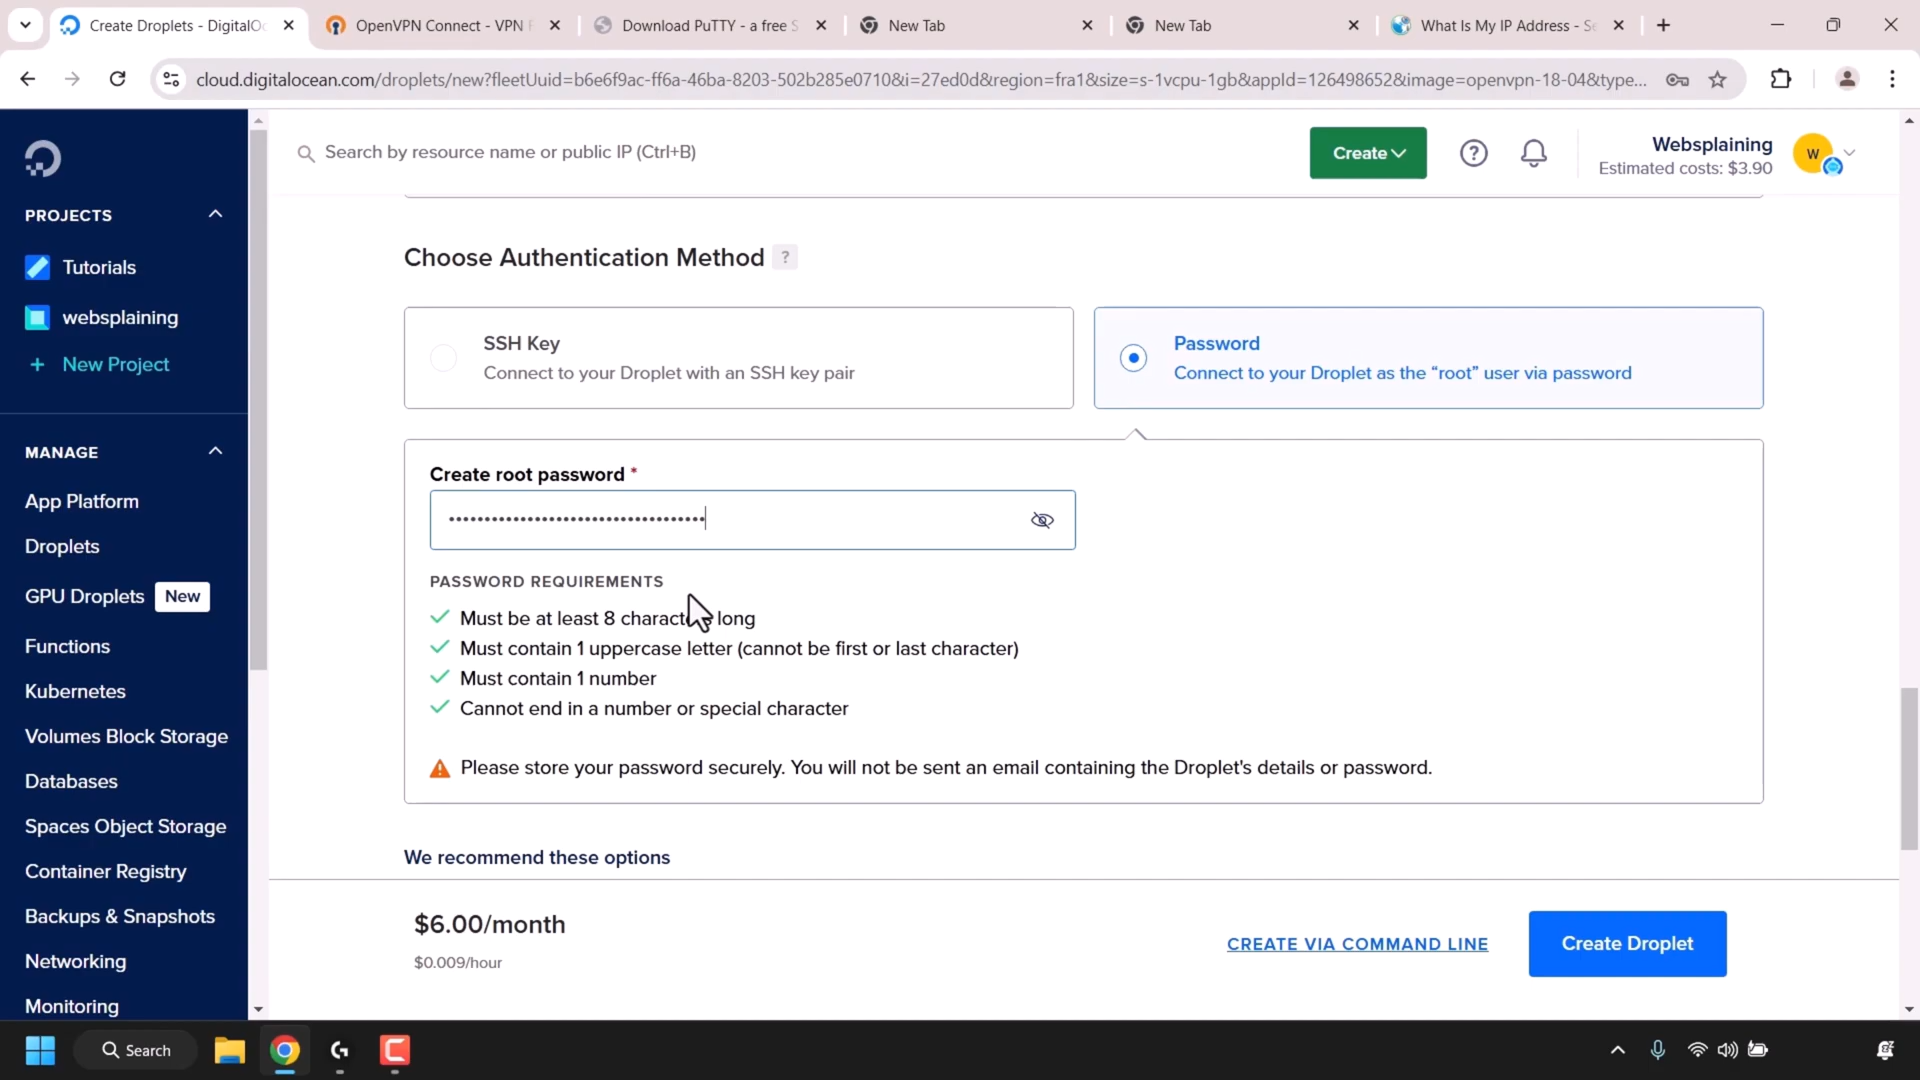 Create Droplets - DigitalOc
OpenVPN Connect - VPN
Download PuTTY - a free S
New Tab
New Tab
What Is My IP Address - Se
cloud.digitalocean.com/droplets/new?fleetUuid=b6e6f9ac-ff6a-46ba-8203-502b285e0710&i=27ed0d&region=fra1&size=s-1vcpu-1gb&appId=126498652&image=openvpn-18-04&type...
Search by resource name or public IP (Ctrl+B)
Create
?
Websplaining
Estimated costs: $3.90
W
PROJECTS
Tutorials
websplaining
+ New Project
MANAGE
App Platform
Droplets
GPU Droplets New
Functions
Kubernetes
Volumes Block Storage
Databases
Spaces Object Storage
Container Registry
Backups & Snapshots
Networking
Monitoring
Choose Authentication Method ?
SSH Key
Connect to your Droplet with an SSH key pair
Password
Connect to your Droplet as the “root” user via password
Create root password *
PASSWORD REQUIREMENTS
Must be at least 8 characters long
Must contain 1 uppercase letter (cannot be first or last character)
Must contain 1 number
Cannot end in a number or special character
Please store your password securely. You will not be sent an email containing the Droplet's details or password.
We recommend these options
$6.00/month
$0.009/hour
CREATE VIA COMMAND LINE
Create Droplet
Search